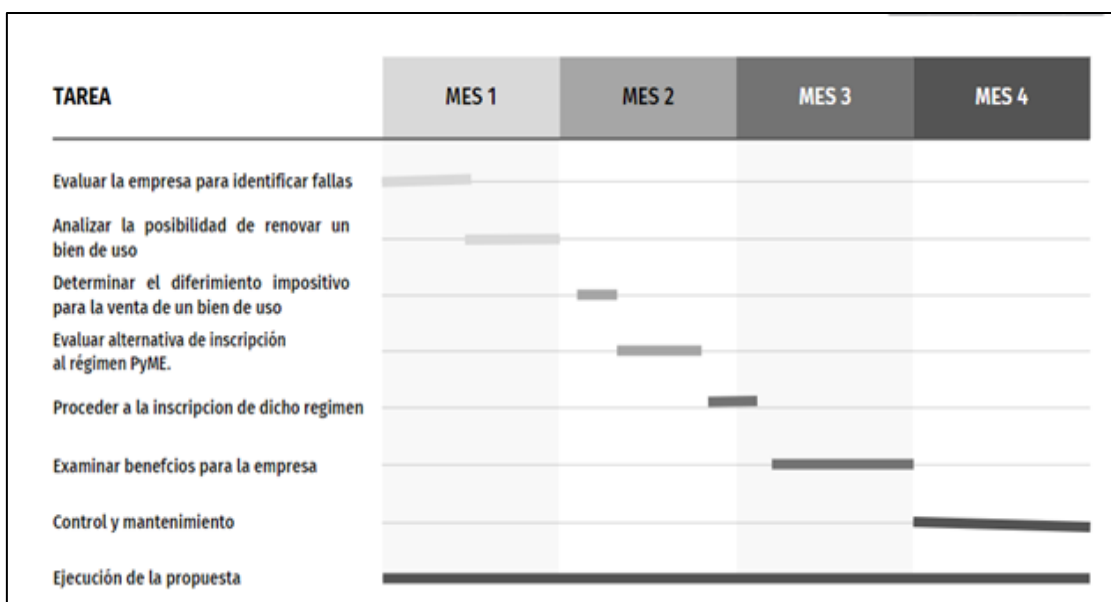 TAREA
MES 1
MES 2
MES 3
MES 4
Evaluar la empresa para identificar fallas
Analizar la posibilidad de renovar un
bien de uso
Determinar el diferimiento impositivo
para la venta de un bien de uso
Evaluar alternativa de inscripción
al régimen PyME.
Proceder a la inscripcion de dicho regimen
Examinar benefcios para la empresa
Control y mantenimiento
Ejecución de la propuesta